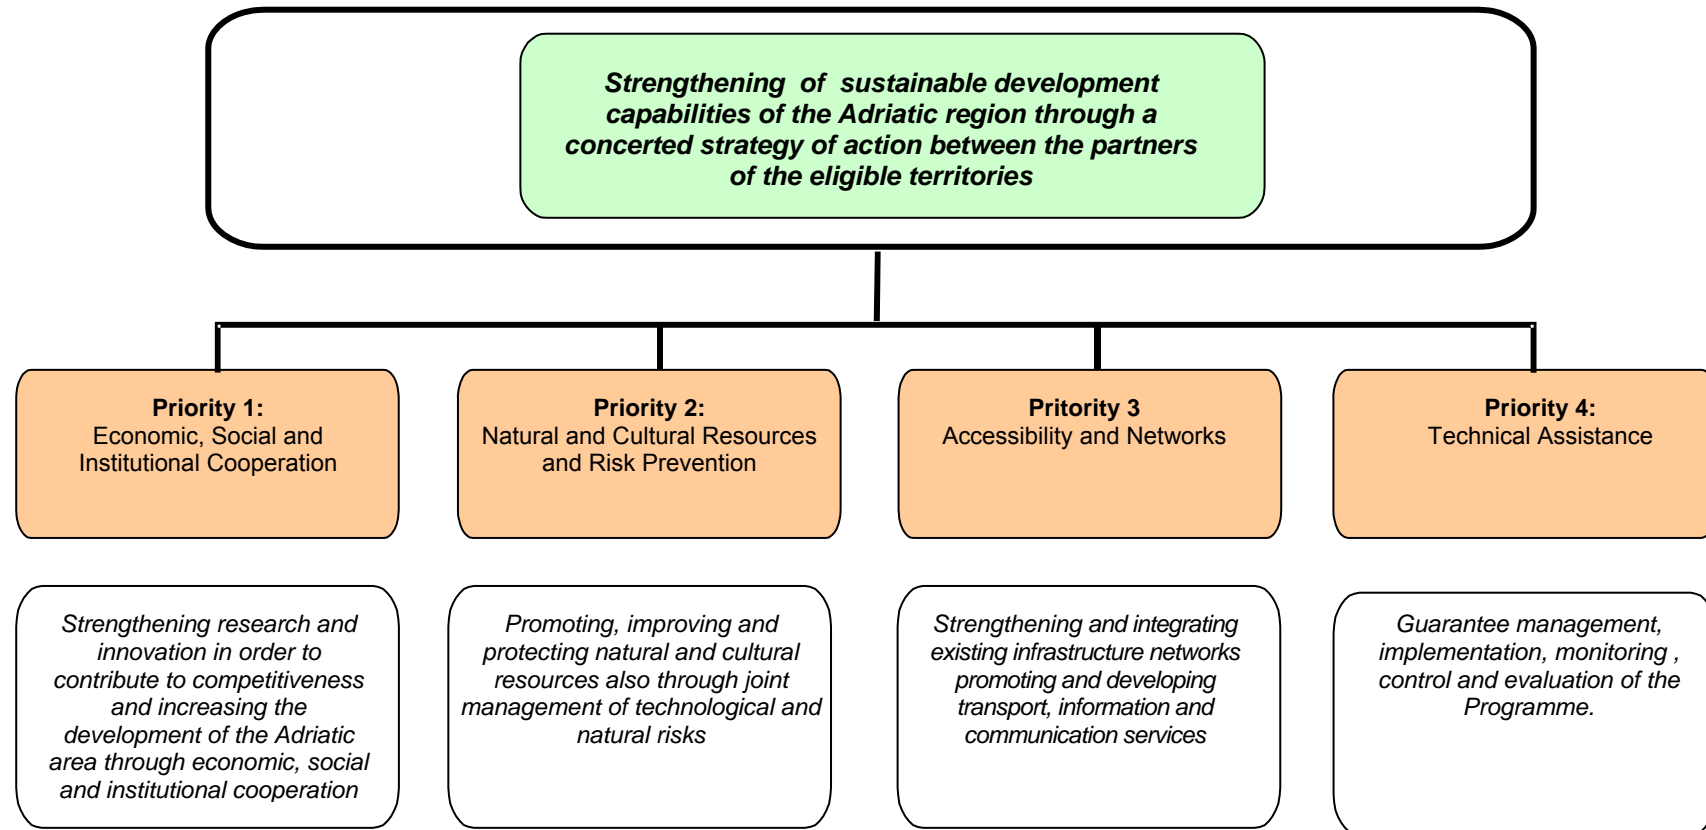 Strengthening of sustainable development
capabilities of the Adriatic region through a
concerted strategy of action between the partners
of the eligible territories
Priority 1:
Economic, Social and
Institutional Cooperation
Priority 2:
Natural and Cultural Resources
and Risk Prevention
Pritority 3
Accessibility and Networks
Priority 4:
Technical Assistance
Strengthening research and
innovation in order to
contribute to competitiveness
and increasing the
development of the Adriatic
area through economic, social
and institutional cooperation
Promoting, improving and
protecting natural and cultural
resources also through joint
management of technological and
natural risks
Strengthening and integrating
existing infrastructure networks
promoting and developing
transport, information and
communication services
Guarantee management,
implementation, monitoring ,
control and evaluation of the
Programme.